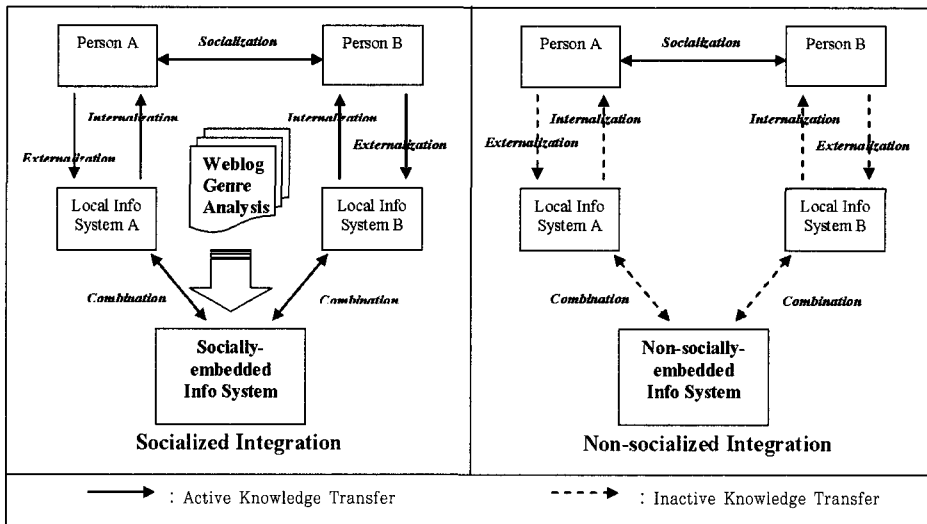 Person A
Socialization
Person B
Internalization
Internalization
Externalization
Externalization
Weblog
Genre
Analysis
Local Info
System A
Local Info
System B
Combination
Combination
Socially-
embedded
Info System
Socialized Integration
Person A
Socialization
Person B
Internalization
Internalization
Externalization
Externalization
Local Info
System A
Local Info
System B
Combination
Combination
Non-socially-
embedded
Info System
Non-socialized Integration
: Active Knowledge Transfer
: Inactive Knowledge Transfer